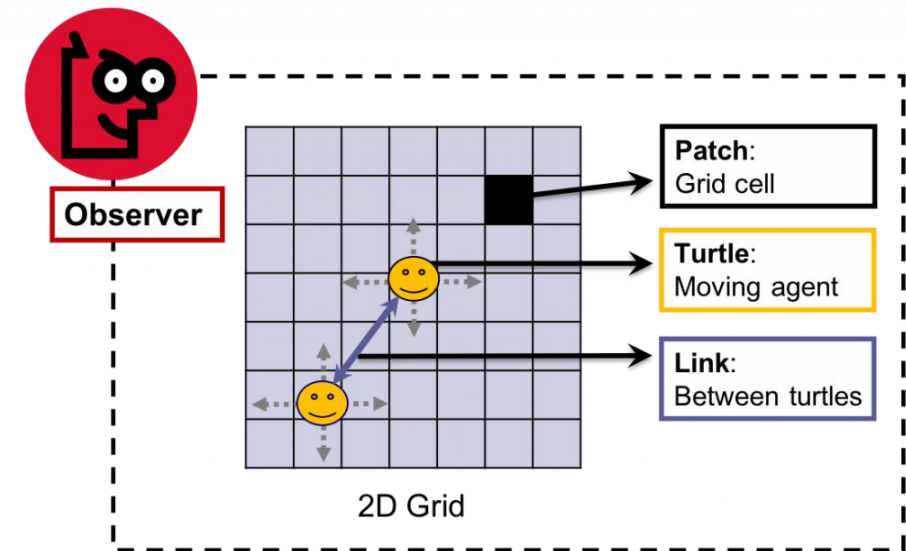 Observer
Patch:
Grid cell
Turtle:
Moving agent
Link:
Between turtles
2D Grid